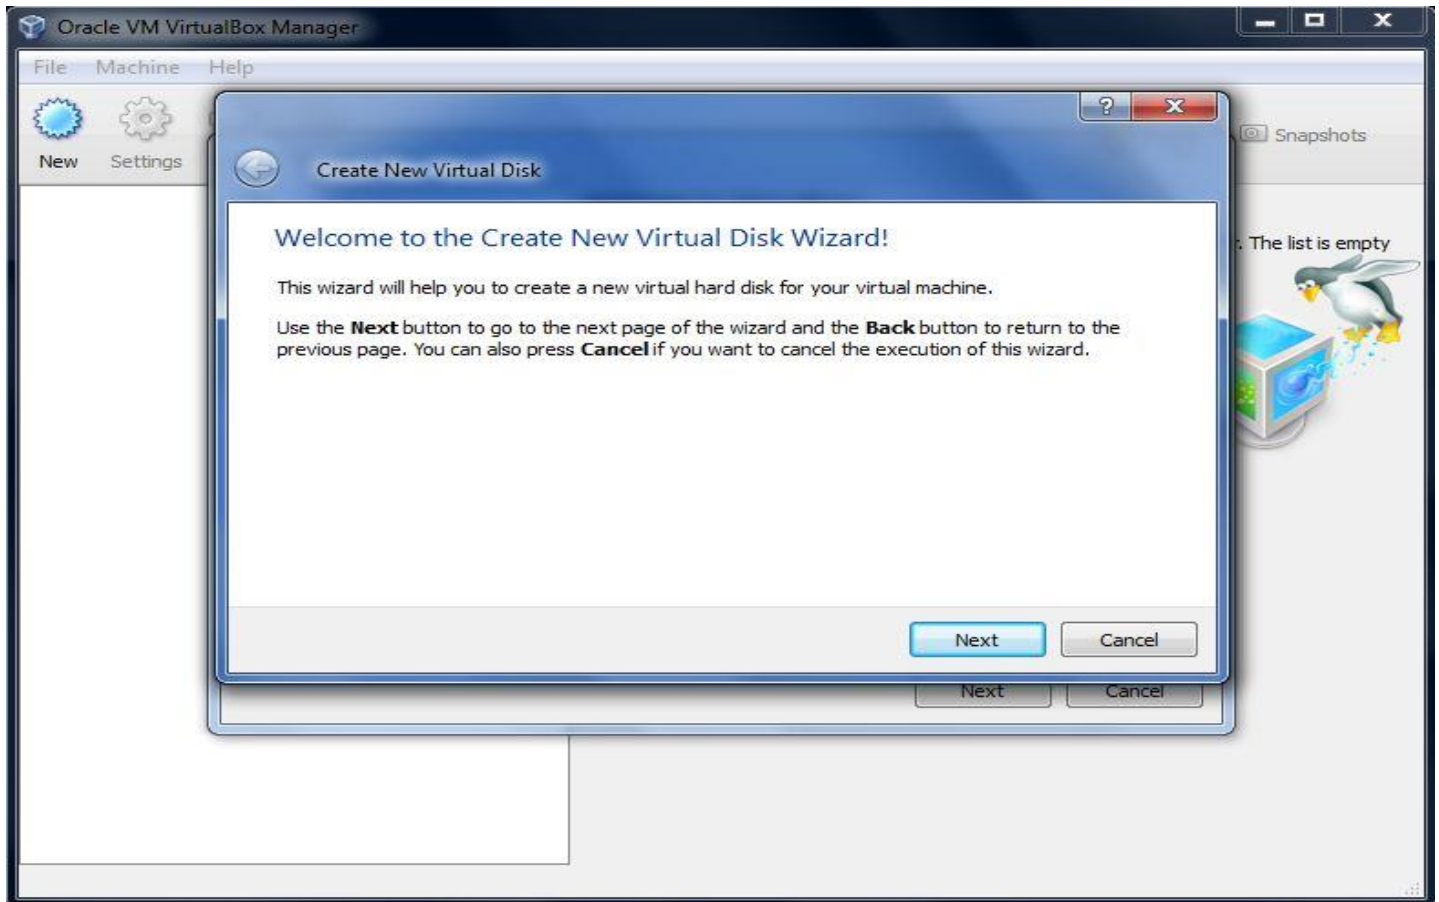 Oracle VM VirtualBox Manager
File Machine Help
New Settings
Snapshots
Create New Virtual Disk
Welcome to the Create New Virtual Disk Wizard!
. The list is empty
This wizard will help you to create a new virtual hard disk for your virtual machine.
Use the Next button to go to the next page of the wizard and the Back button to return to the
previous page. You can also press Cancel if you want to cancel the execution of this wizard.
Next Cancel
Next Cancel